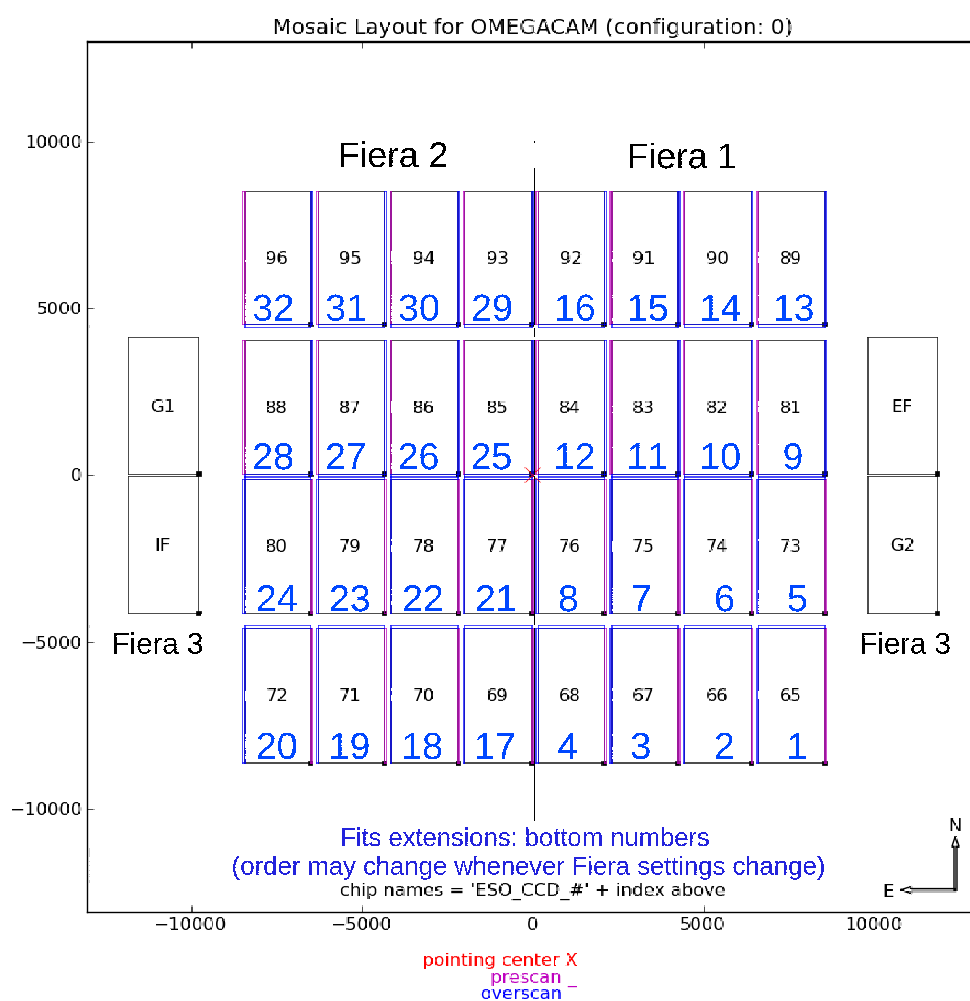 Mosaic Layout for OMEGACAM (configuration: 0)
10000
Fiera 2 Fiera 1
96 95 94 93 92 91 90 89
32 31 30 29 16 15 14 13
5000
G1 88 87 86 85 84 83 82 81 EF
28 27 26 25 12 11 10 9
0
IF 80 79 78 77 76 75 74 73 G2
24 23 22 21 8 7 6 5
Fiera 3 Fiera 3
−5000
72 71 70 69 68 67 66 65
20 19 18 17 4 3 2 1
−10000
N
Fits extensions: bottom numbers
(order may change whenever Fiera settings change)
chip names = 'ESO_CCD_#' + index above
E
−10000 −5000 0 5000 10000
pointing center X
prescan _
overscan _